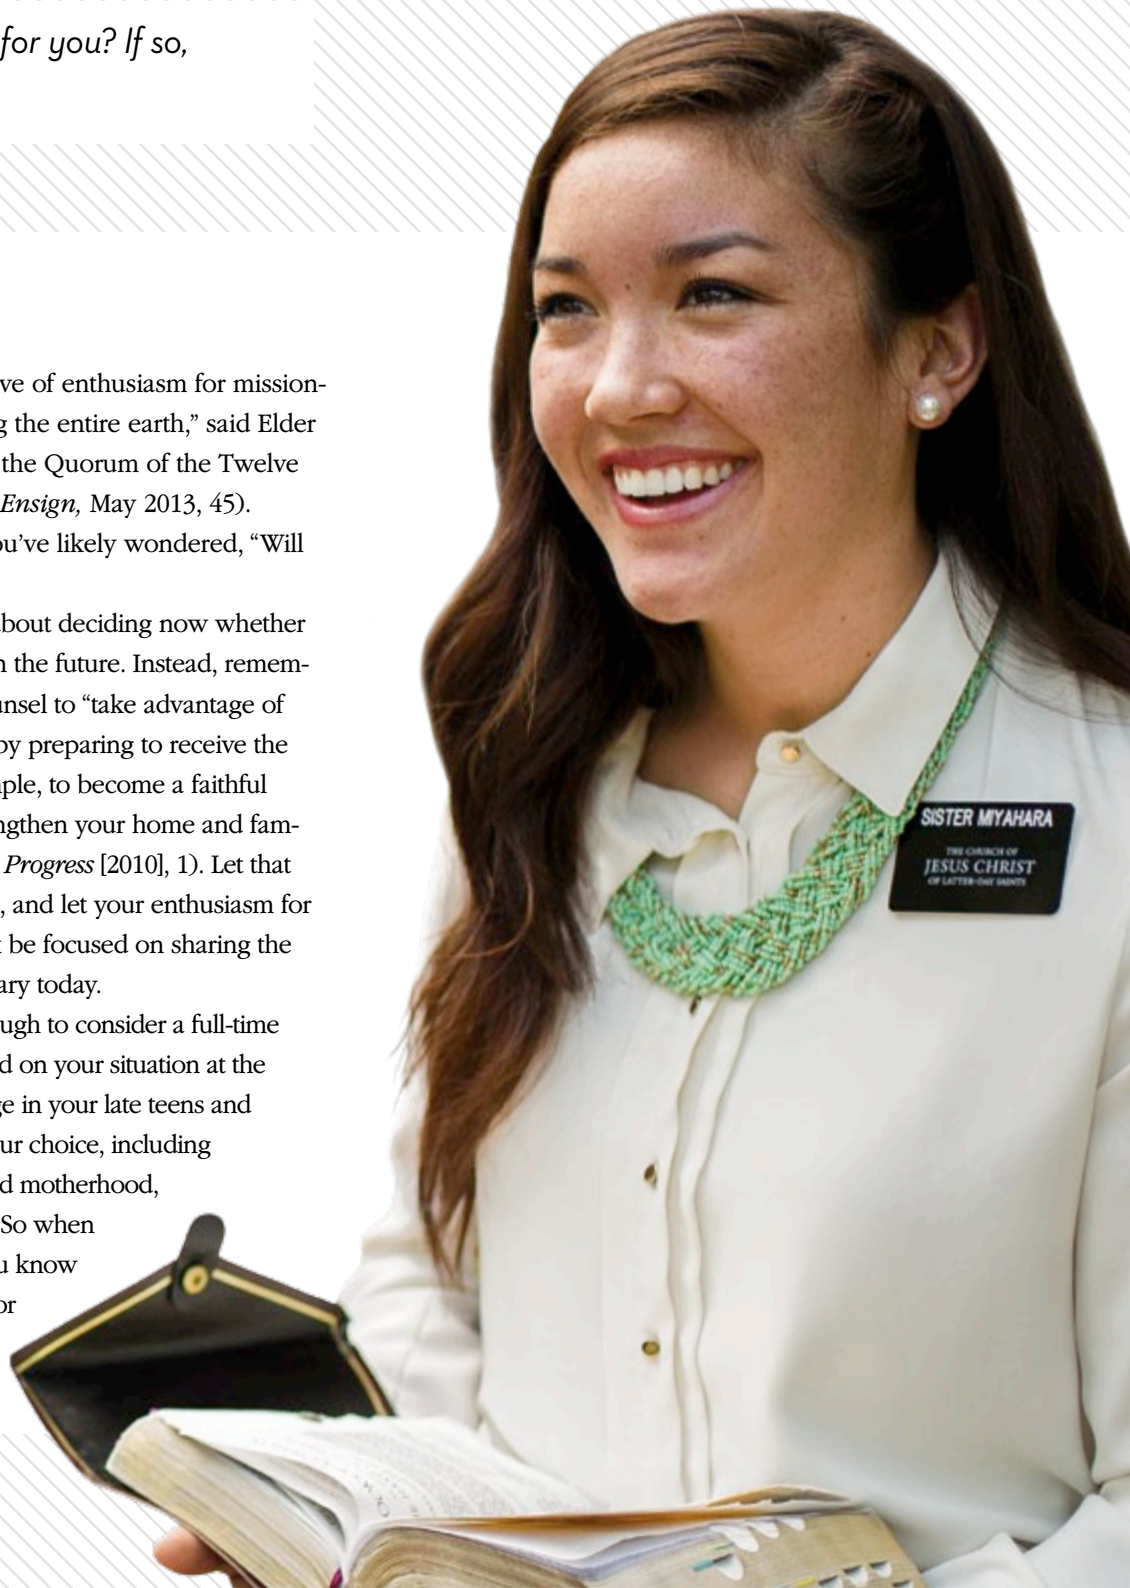 for you? If so,
ve of enthusiasm for mission-
g the entire earth,” said Elder
the Quorum of the Twelve
Ensign, May 2013, 45).
ou’ve likely wondered, “Will
about deciding now whether
n the future. Instead, remem-
unsel to “take advantage of
by preparing to receive the
ple, to become a faithful
ngthen your home and fam-
Progress [2010], 1). Let that
, and let your enthusiasm for
be focused on sharing the
ary today.
ugh to consider a full-time
d on your situation at the
ge in your late teens and
ur choice, including
d motherhood,
So when
u know
or
SISTER MIYAHARA
THE CHURCH OF
JESUS CHRIST
OF LATTER-DAY SAINTS